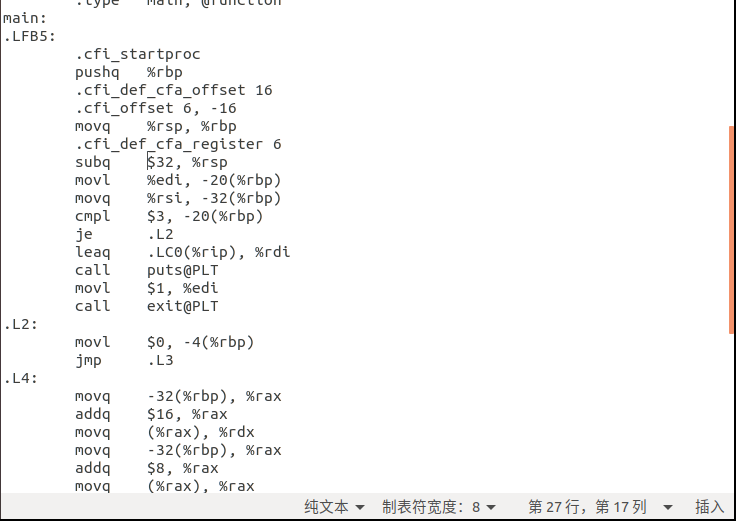 .type main, @function
main:
.LFB5:
.cfi_startproc
pushq %rbp
.cfi_def_cfa_offset 16
.cfi_offset 6, -16
movq %rsp, %rbp
.cfi_def_cfa_register 6
subq $32, %rsp
movl %edi, -20(%rbp)
movq %rsi, -32(%rbp)
cmpl $3, -20(%rbp)
je .L2
leaq .LC0(%rip), %rdi
call puts@PLT
movl $1, %edi
call exit@PLT
.L2:
movl $0, -4(%rbp)
jmp .L3
.L4:
movq -32(%rbp), %rax
addq $16, %rax
movq (%rax), %rdx
movq -32(%rbp), %rax
addq $8, %rax
movq (%rax), %rax
纯文本 制表符宽度：8 第 27 行，第 17 列 插入